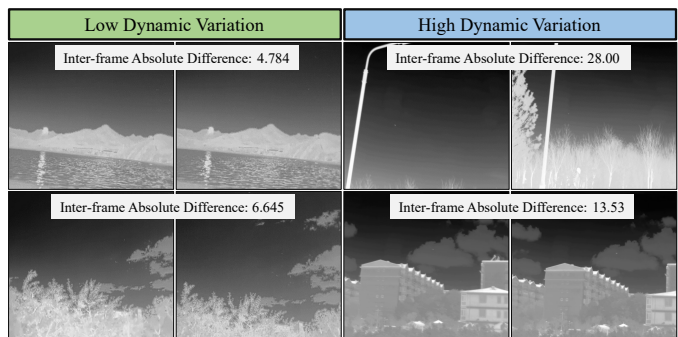 Low Dynamic Variation
High Dynamic Variation
Inter-frame Absolute Difference: 4.784
Inter-frame Absolute Difference: 28.00
Inter-frame Absolute Difference: 6.645
Inter-frame Absolute Difference: 13.53